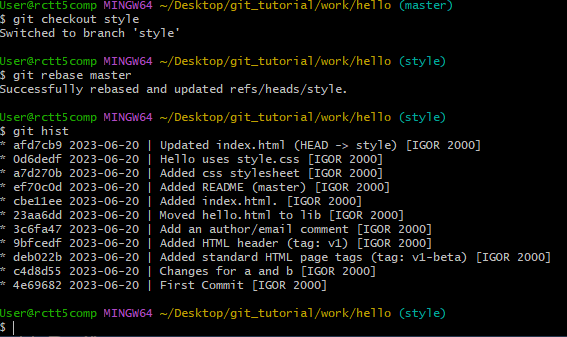 User@rctt5comp MINGW64 ~/Desktop/git_tutorial/work/hello (master)
$ git checkout style
Switched to branch 'style'
User@rctt5comp MINGW64 ~/Desktop/git_tutorial/work/hello (style)
$ git rebase master
Successfully rebased and updated refs/heads/style.
User@rctt5comp MINGW64 ~/Desktop/git_tutorial/work/hello (style)
$ git hist
* afd7cb9 2023-06-20 | Updated index.html (HEAD -> style) [IGOR 2000]
* 0d6dedf 2023-06-20 | Hello uses style.css [IGOR 2000]
* a7d270b 2023-06-20 | Added css stylesheet [IGOR 2000]
* ef70c0d 2023-06-20 | Added README (master) [IGOR 2000]
* cbe11ee 2023-06-20 | Added index.html. [IGOR 2000]
* 23aa6dd 2023-06-20 | Moved hello.html to lib [IGOR 2000]
* 3c6fa47 2023-06-20 | Add an author/email comment [IGOR 2000]
* 9bfcedf 2023-06-20 | Added HTML header (tag: v1) [IGOR 2000]
* deb022b 2023-06-20 | Added standard HTML page tags (tag: v1-beta) [IGOR 2000]
* c4d8d55 2023-06-20 | Changes for a and b [IGOR 2000]
* 4e69682 2023-06-20 | First Commit [IGOR 2000]
User@rctt5comp MINGW64 ~/Desktop/git_tutorial/work/hello (style)
$